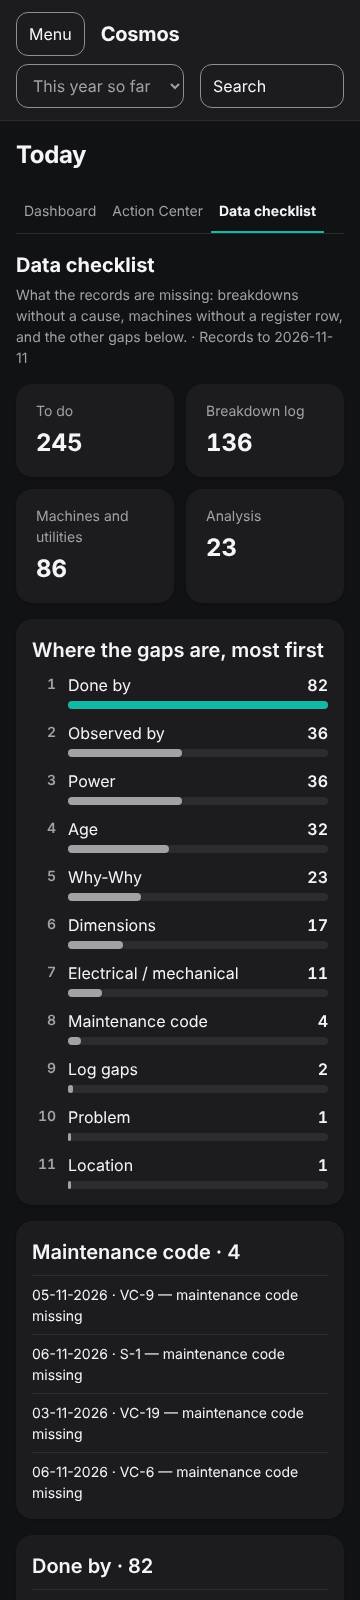 Menu
Cosmos
This year so far
Search
Today
Dashboard
Action Center
Data checklist
Data checklist
What the records are missing: breakdowns
without a cause, machines without a register row,
and the other gaps below. · Records to 2026-11-
11
To do
245
Breakdown log
136
Machines and
utilities
86
Analysis
23
Where the gaps are, most first
1 Done by 82
2 Observed by 36
3 Power 36
4 Age 32
5 Why-Why 23
6 Dimensions 17
7 Electrical / mechanical 11
8 Maintenance code 4
9 Log gaps 2
10 Problem 1
11 Location 1
Maintenance code · 4
05-11-2026 · VC-9 — maintenance code
missing
06-11-2026 · S-1 — maintenance code
missing
03-11-2026 · VC-19 — maintenance code
missing
06-11-2026 · VC-6 — maintenance code
missing
Done by · 82